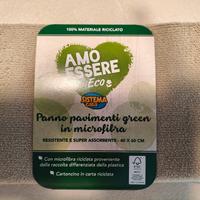 100% MATERIALE RICICLATO
AMO
ESSERE
Eco
SISTEMA
CASA
Panno pavimenti green
in microfibra
RESISTENTE E SUPER ASSORBENTE - 40 X 60 CM
Con microfibra riciclata proveniente
dalla raccolta differenziata della plastica
Cartoncino in carta riciclata
FSC